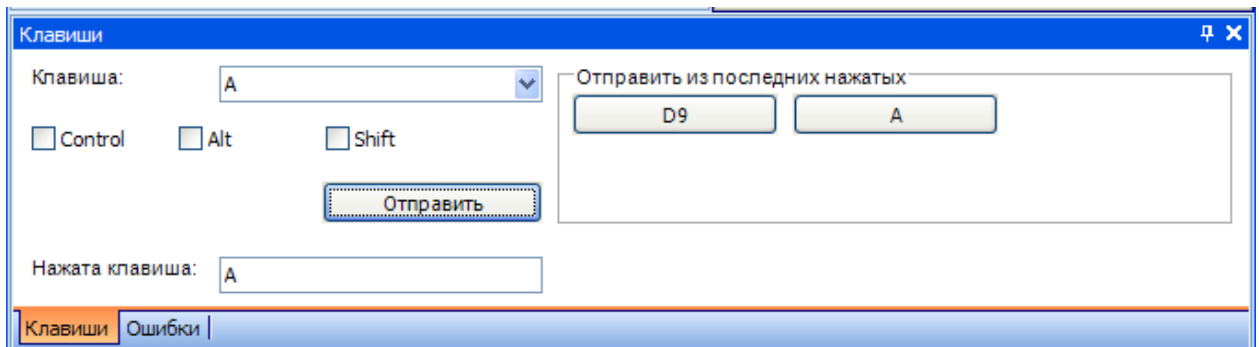 Клавиши
Клавиша:
A
Control
Alt
Shift
Отправить
Нажата клавиша:
A
Отправить из последних нажатых
D9
A
Клавиши
Ошибки